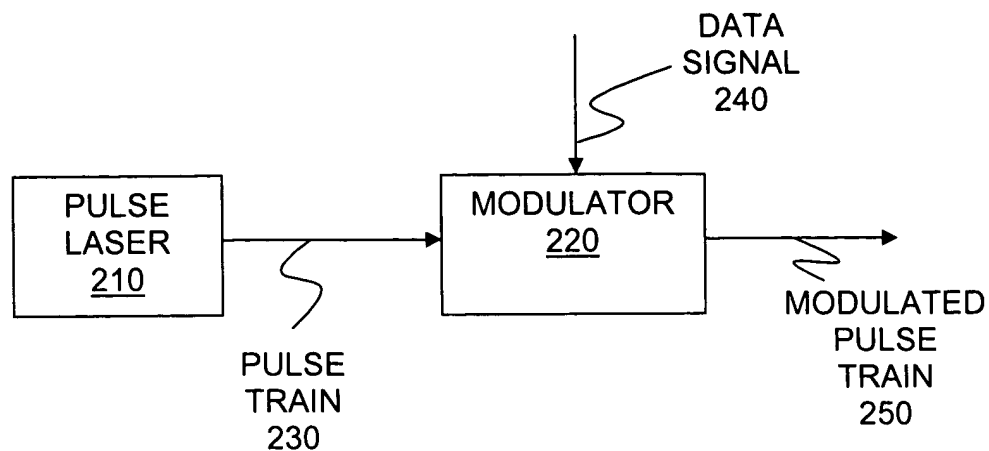 DATA
SIGNAL
240
PULSE
LASER
210
MODULATOR
220
PULSE
TRAIN
230
MODULATED
PULSE
TRAIN
250